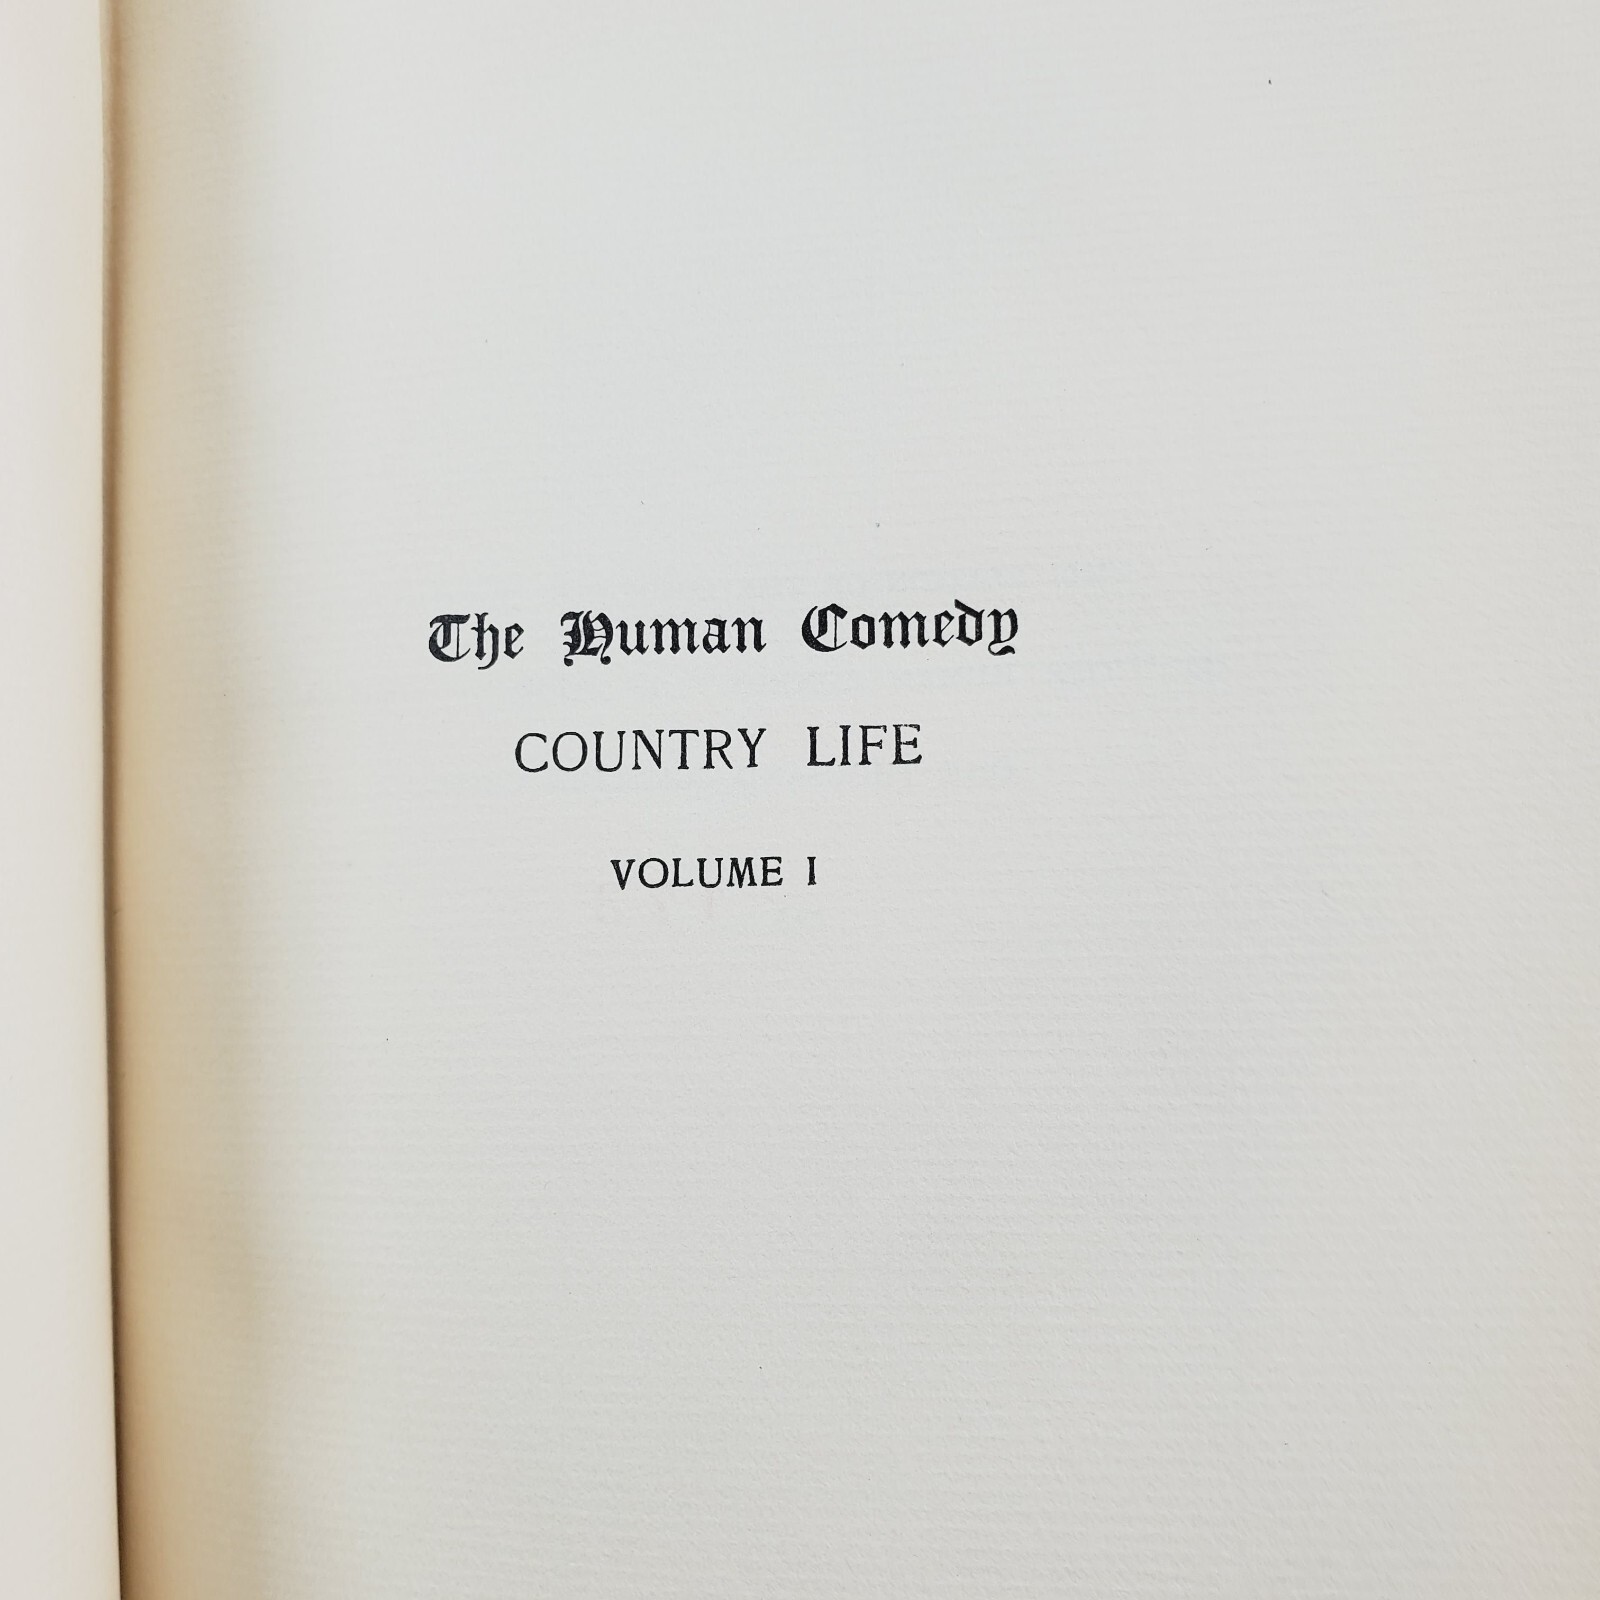 The Human Comedy
COUNTRY LIFE
VOLUME I